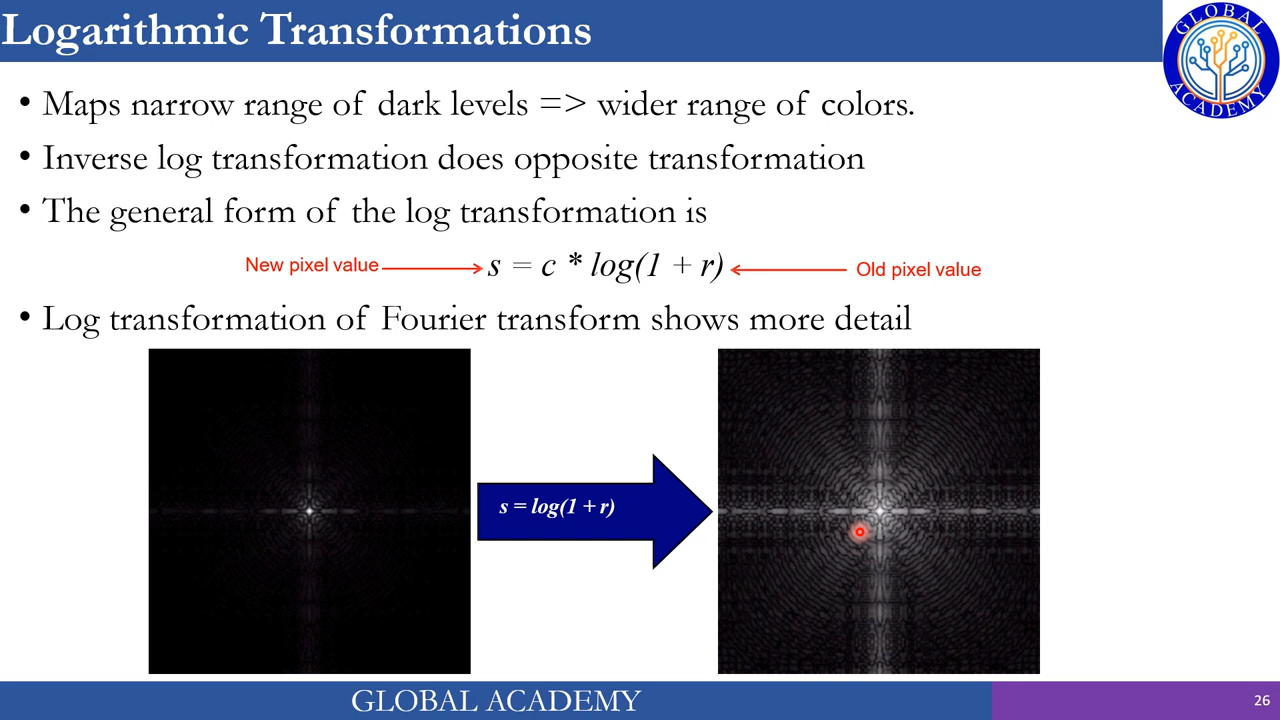 Logarithmic Transformations
GLOBAL
ACADEMY
• Maps narrow range of dark levels => wider range of colors.
• Inverse log transformation does opposite transformation
• The general form of the log transformation is
New pixel value s = c * log(1 + r) Old pixel value
• Log transformation of Fourier transform shows more detail
s = log(1 + r)
GLOBAL ACADEMY
26